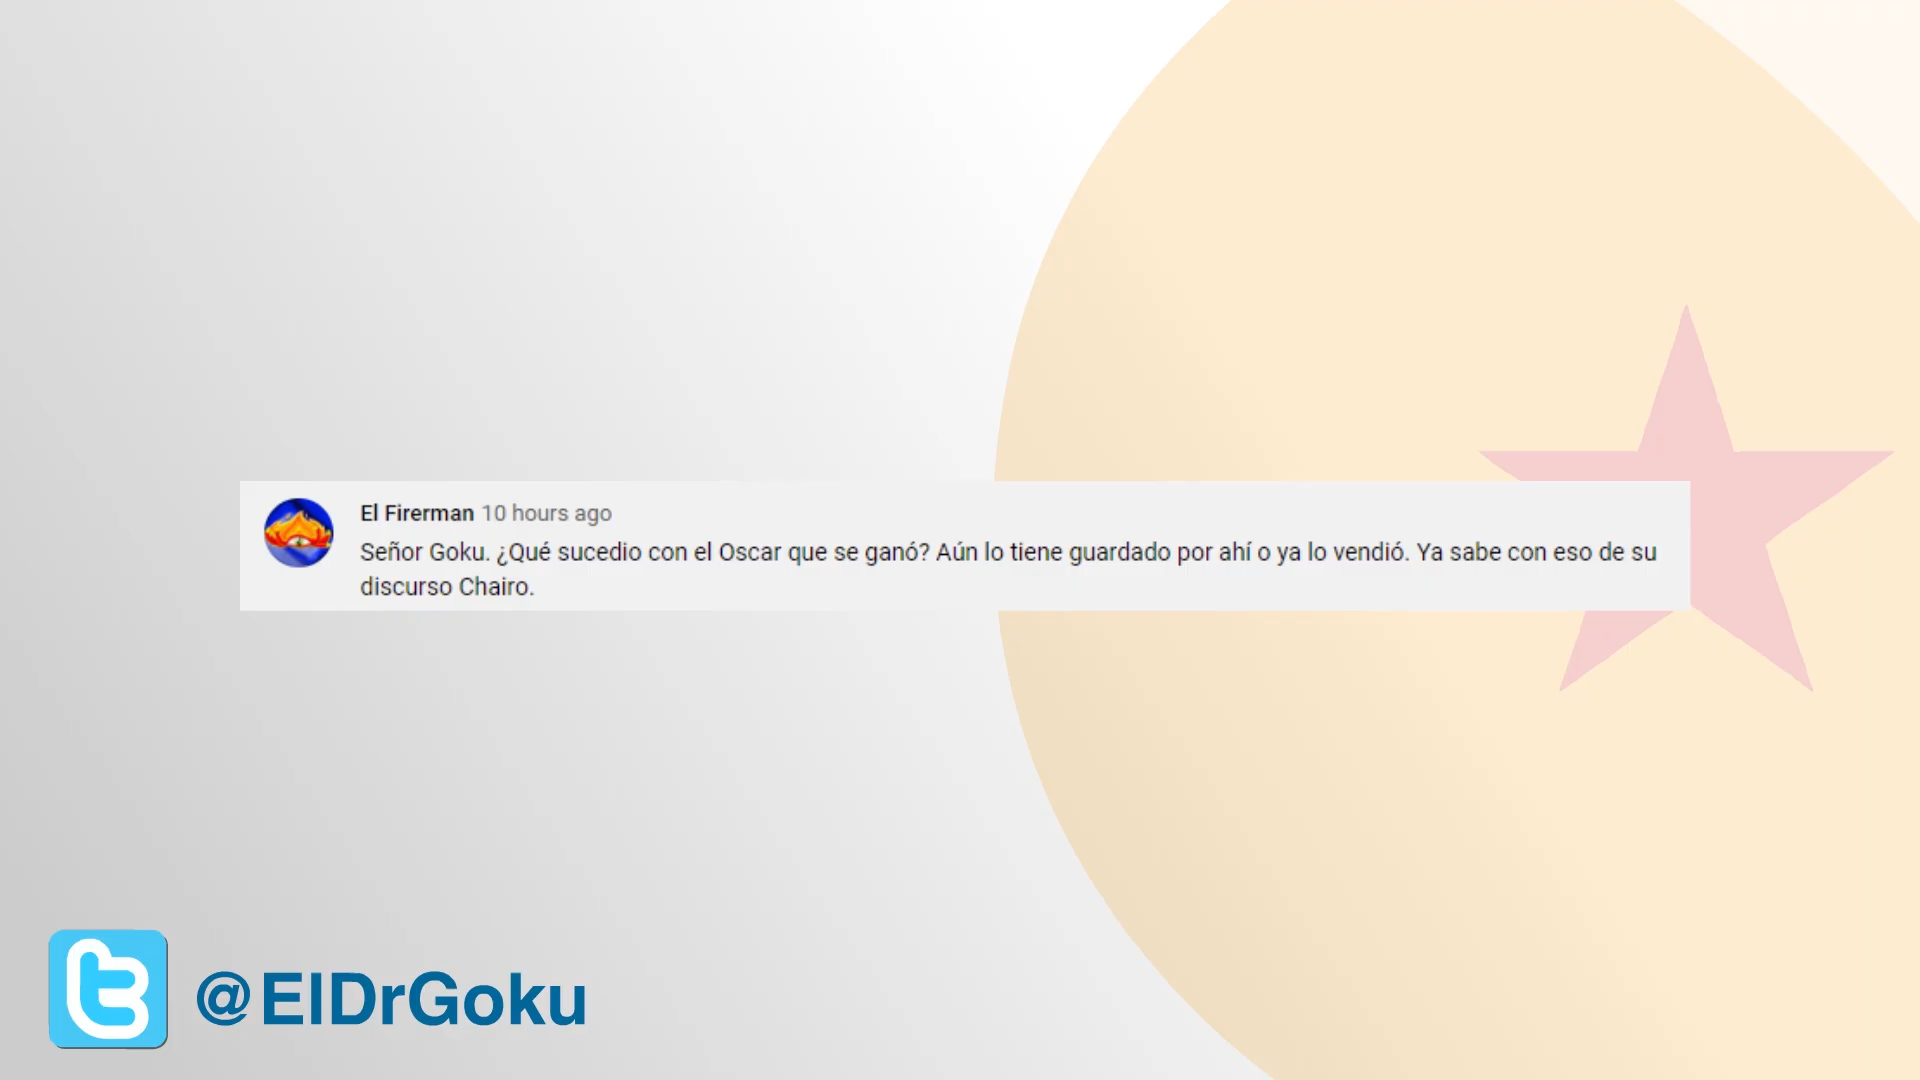 El Firerman 10 hours ago
Señor Goku. ¿Qué sucedio con el Oscar que se ganó? Aún lo tiene guardado por ahí o ya lo vendió. Ya sabe con eso de su
discurso Chairo.
@ElDrGoku